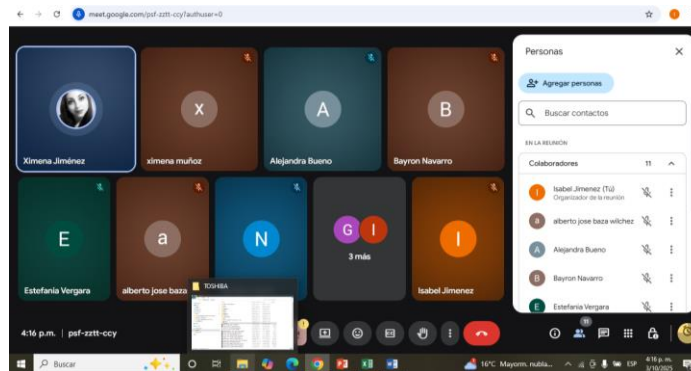 meet.google.com/psf-zztt-ccy?authuser=0
Personas
Agregar personas
Buscar contactos
EN LA REUNIÓN
Colaboradores 11
Isabel Jimenez (Tú)
Organizador de la reunión
alberto jose baza wilchez
Alejandra Bueno
Bayron Navarro
Estefania Vergara
Ximena Jiménez
x
ximena muñoz
A
Alejandra Bueno
B
Bayron Navarro
E
Estefania Vergara
a
alberto jose baza
N
G I
3 más
I
Isabel Jimenez
TOSHIBA
4:16 p.m. | psf-zztt-ccy
11
Buscar
16°C Mayorm. nubla...
ESP
4:16 p. m.
3/10/2025